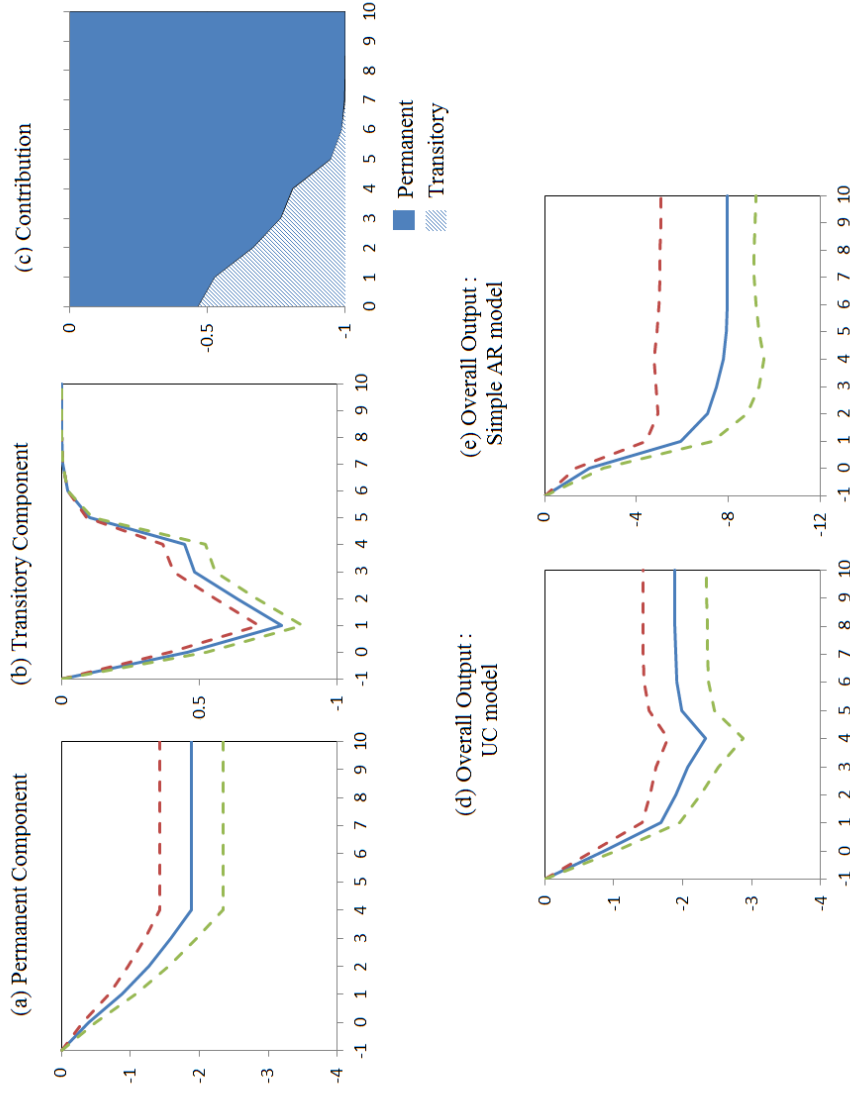 (a) Permanent Component
0
-1
-2
-3
-4
-1 0 1 2 3 4 5 6 7 8 9 10
(b) Transitory Component
0
0.5
-1
-1 0 1 2 3 4 5 6 7 8 9 10
(c) Contribution
0
-0.5
-1
0 1 2 3 4 5 6 7 8 9 10
Permanent
Transitory
(d) Overall Output :
UC model
0
-1
-2
-3
-4
-1 0 1 2 3 4 5 6 7 8 9 10
(e) Overall Output :
Simple AR model
0
-4
-8
-12
-1 0 1 2 3 4 5 6 7 8 9 10